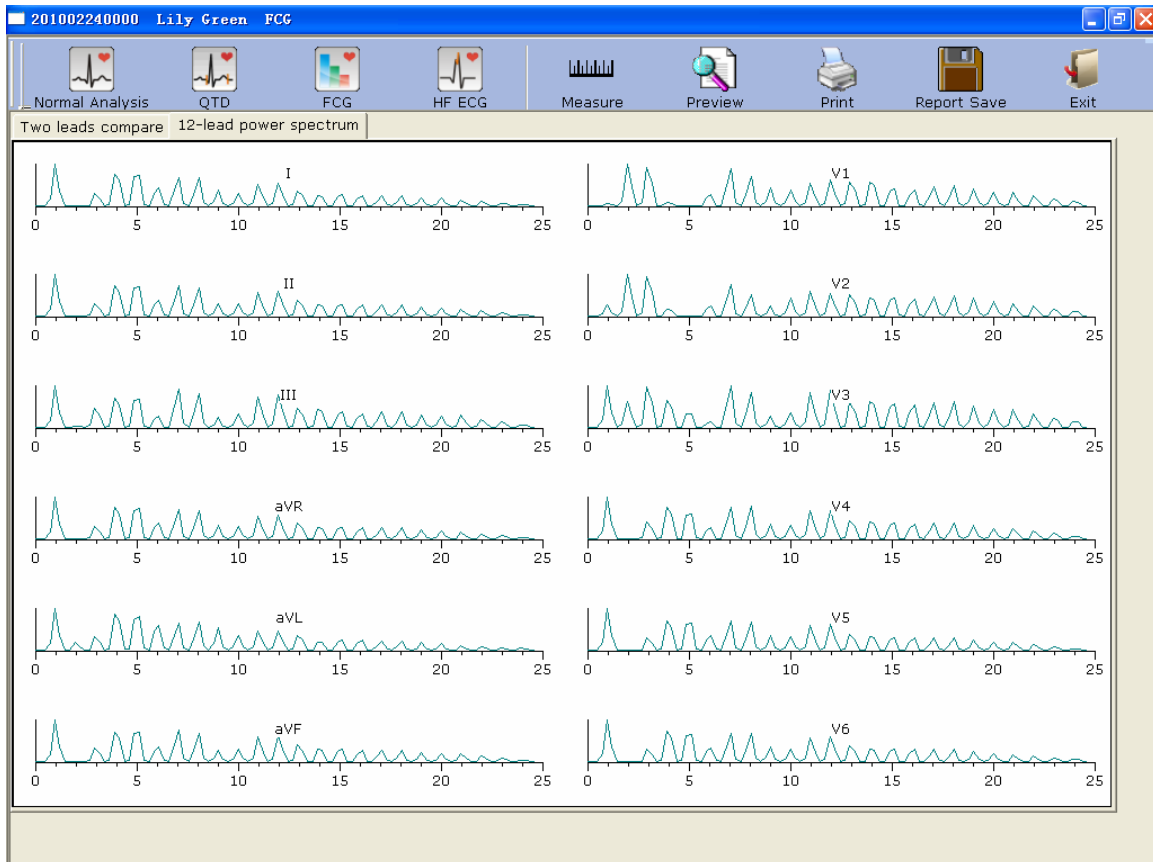 201002240000 Lily Green FCG
Normal Analysis QTD FCG HF ECG Measure Preview Print Report Save Exit
Two leads compare 12-lead power spectrum
I
0 5 10 15 20 25
V1
0 5 10 15 20 25
II
0 5 10 15 20 25
V2
0 5 10 15 20 25
III
0 5 10 15 20 25
V3
0 5 10 15 20 25
aVR
0 5 10 15 20 25
V4
0 5 10 15 20 25
aVL
0 5 10 15 20 25
V5
0 5 10 15 20 25
aVF
0 5 10 15 20 25
V6
0 5 10 15 20 25